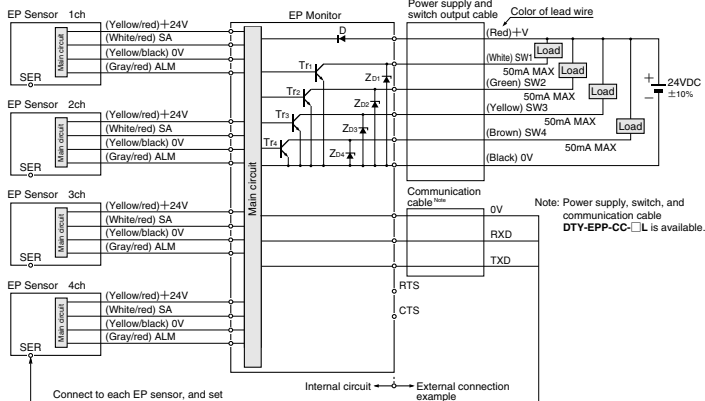 EP Sensor 1ch
(Yellow/red)+24V
(White/red) SA
(Yellow/black) 0V
(Gray/red) ALM
Main circuit
SER
EP Sensor 2ch
(Yellow/red)+24V
(White/red) SA
(Yellow/black) 0V
(Gray/red) ALM
Main circuit
SER
EP Sensor 3ch
(Yellow/red)+24V
(White/red) SA
(Yellow/black) 0V
(Gray/red) ALM
Main circuit
SER
EP Sensor 4ch
(Yellow/red)+24V
(White/red) SA
(Yellow/black) 0V
(Gray/red) ALM
Main circuit
SER
Connect to each EP sensor, and set
EP Monitor
Main circuit
D
Tr1
Tr2
Tr3
Tr4
ZD1
ZD2
ZD3
ZD4
Power supply and
switch output cable
Color of lead wire
(Red)+V
(White) SW1
Load
50mA MAX
(Green) SW2
Load
50mA MAX
(Yellow) SW3
Load
50mA MAX
(Brown) SW4
Load
50mA MAX
(Black) 0V
+
−
24VDC
±10%
Communication
cable Note
0V
RXD
TXD
RTS
CTS
Note: Power supply, switch, and
communication cable
DTY-EPP-CC-□L is available.
Internal circuit
External connection
example